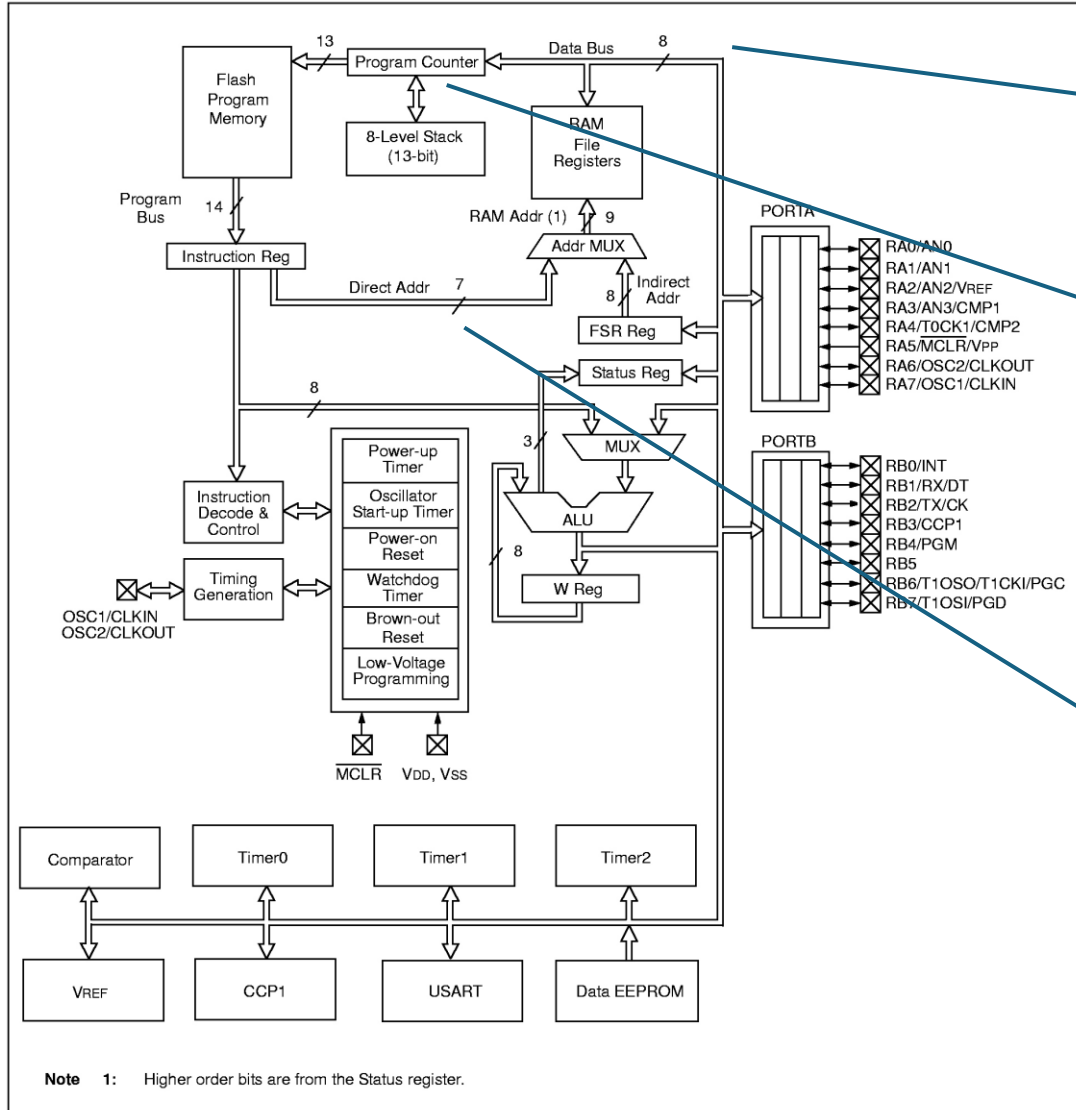 13
Data Bus
8
Program Counter
Flash
Program
Memory
8-Level Stack
(13-bit)
RAM
File
Registers
Program
Bus
14
RAM Addr (1)
9
PORTA
Addr MUX
Instruction Reg
Direct Addr
7
8
Indirect
Addr
FSR Reg
Status Reg
RA0/AN0
RA1/AN1
RA2/AN2/VREF
RA3/AN3/CMP1
RA4/T0CK1/CMP2
RA5/MCLR/VPP
RA6/OSC2/CLKOUT
RA7/OSC1/CLKIN
8
3
MUX
PORTB
Power-up
Timer
Oscillator
Start-up Timer
Power-on
Reset
Watchdog
Timer
Brown-out
Reset
Low-Voltage
Programming
Instruction
Decode &
Control
Timing
Generation
OSC1/CLKIN
OSC2/CLKOUT
ALU
8
W Reg
RB0/INT
RB1/RX/DT
RB2/TX/CK
RB3/CCP1
RB4/PGM
RB5
RB6/T1OSO/T1CKI/PGC
RB7/T1OSI/PGD
MCLR
VDD, VSS
Comparator
Timer0
Timer1
Timer2
VREF
CCP1
USART
Data EEPROM
Note 1: Higher order bits are from the Status register.